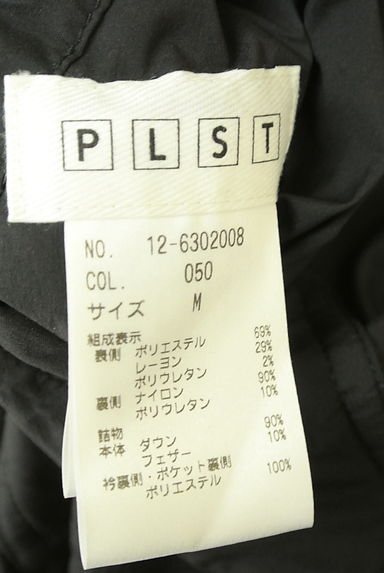 PLST
NO. 12-6302008
COL. 050
サイズ M
組成表示
表側 ポリエステル 69%
レーヨン 29%
ポリウレタン 2%
裏側 ナイロン 90%
ポリウレタン 10%
詰物
本体 ダウン 90%
フェザー 10%
衿裏側・ポケット裏側
ポリエステル 100%